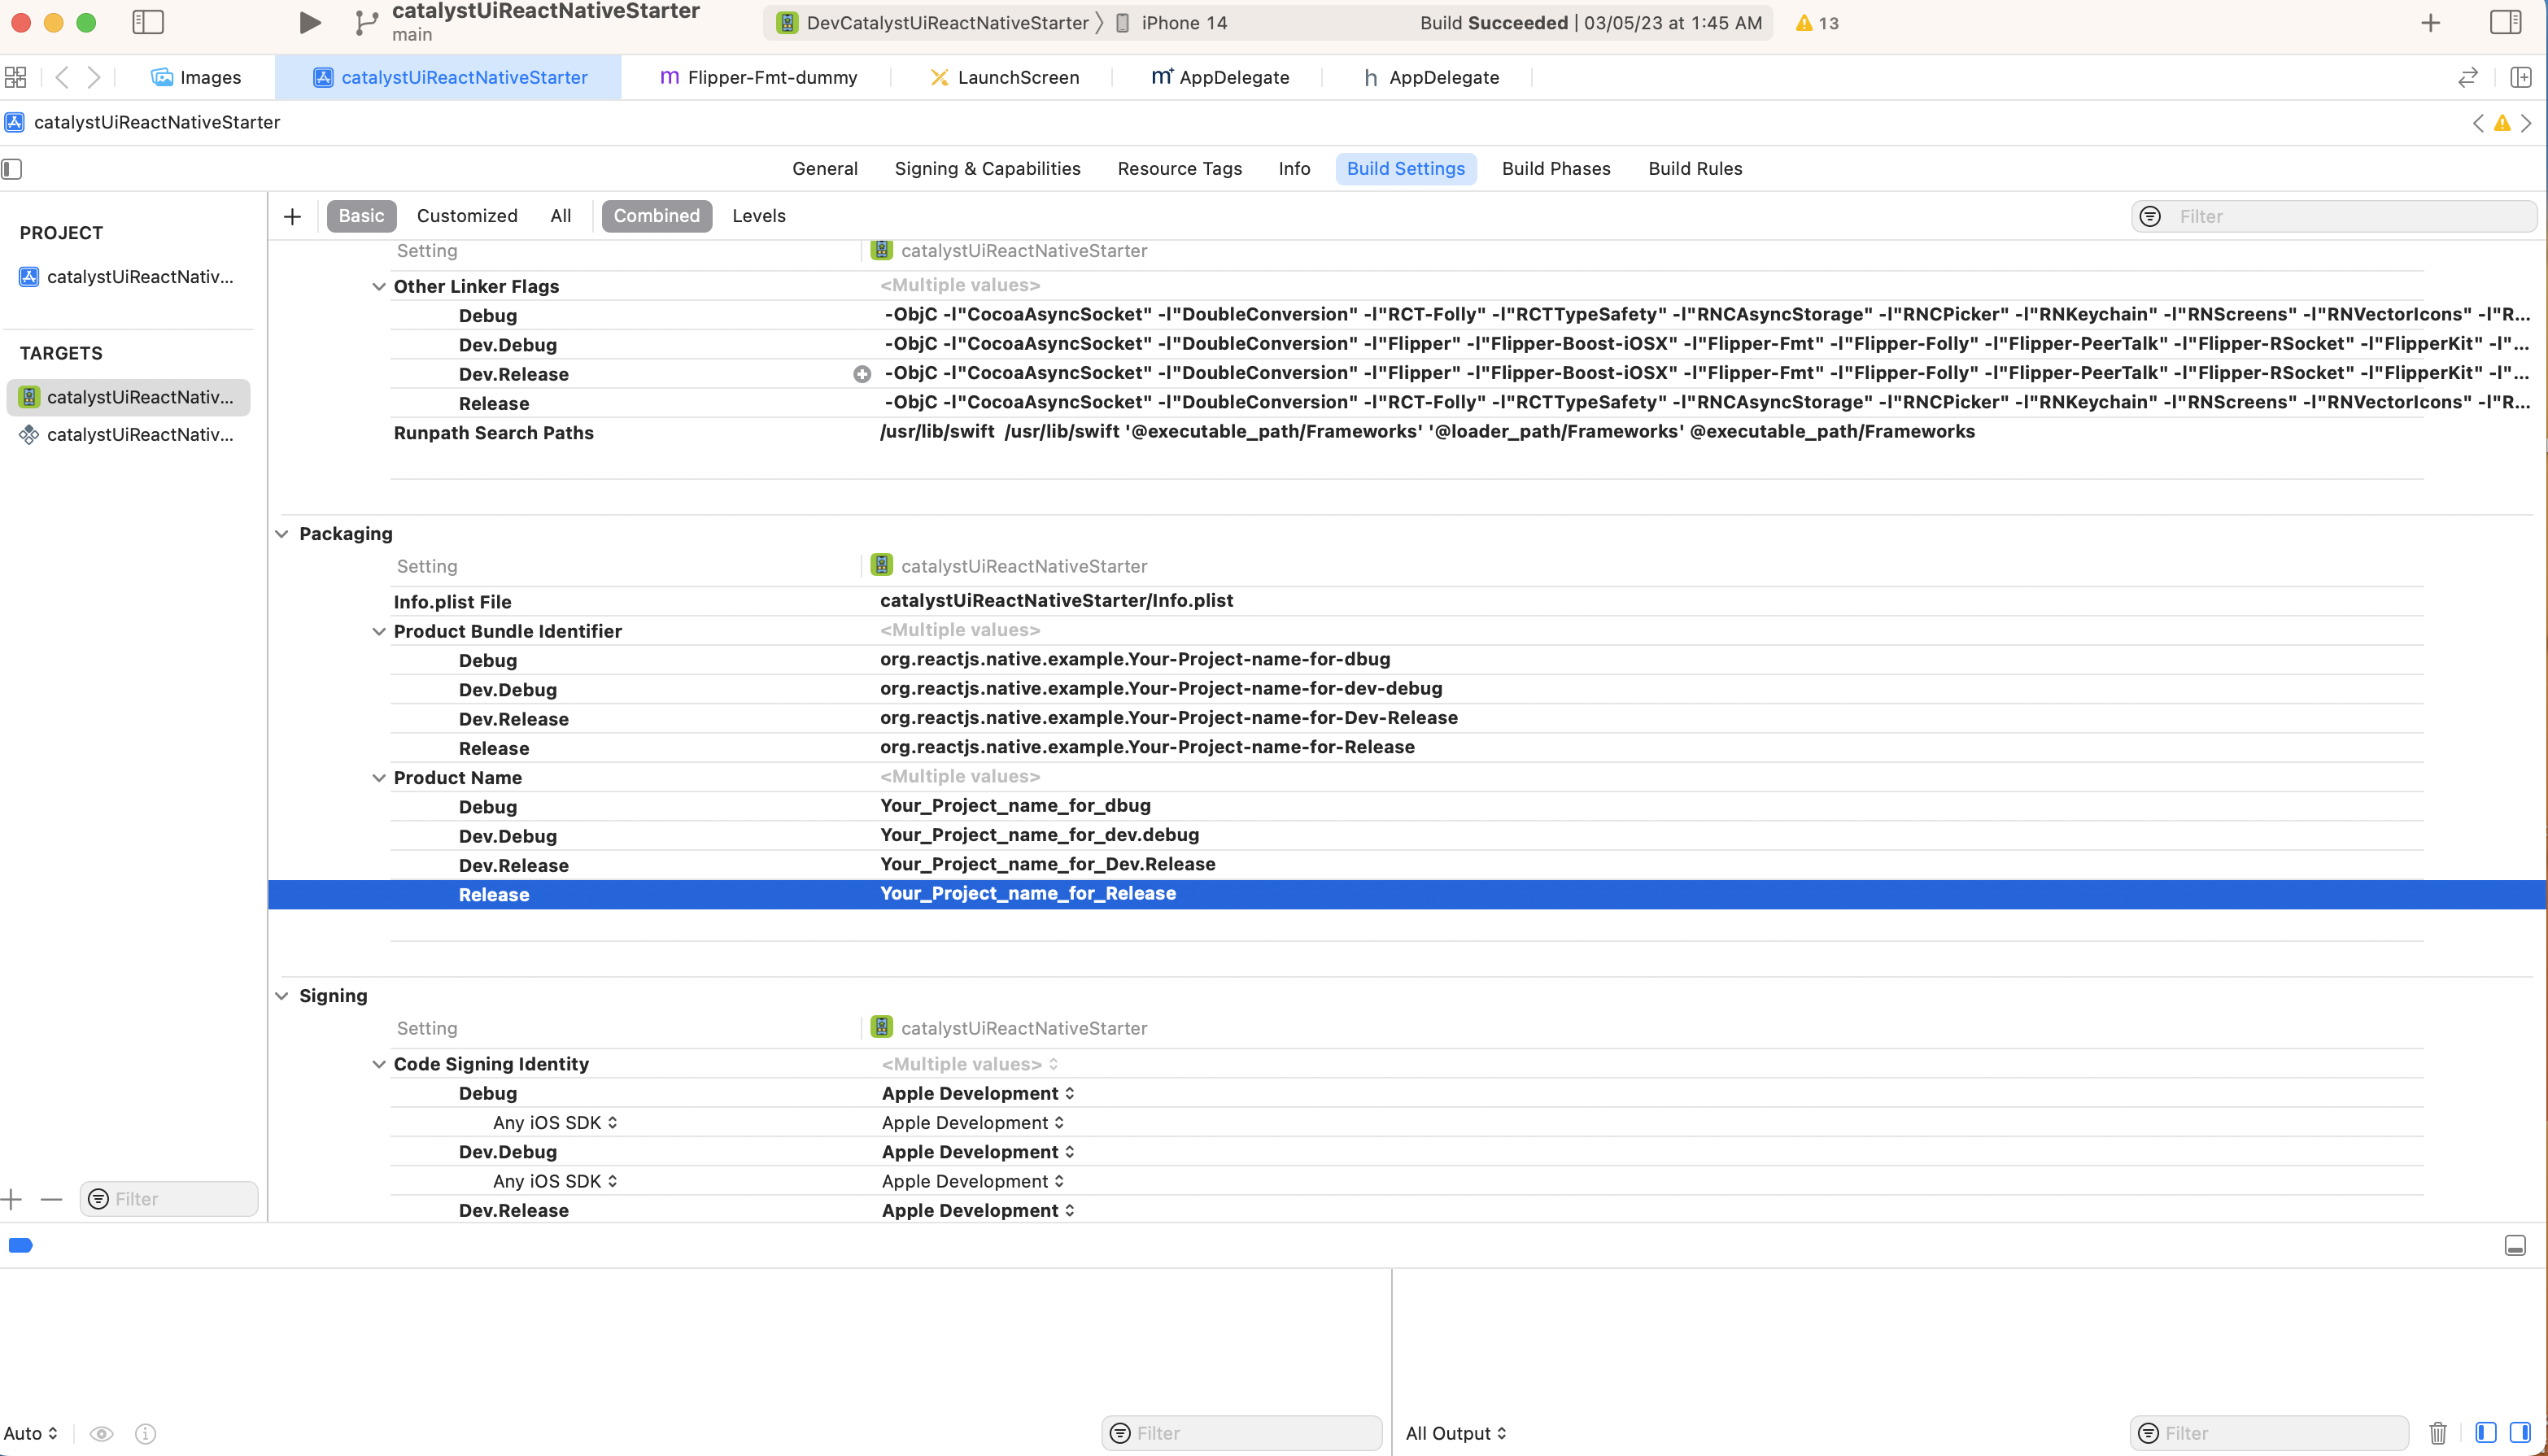 catalystUiReactNativeStarter
main
DevCatalystUiReactNativeStarter 〉 iPhone 14
Build Succeeded | 03/05/23 at 1:45 AM
13
Images
catalystUiReactNativeStarter
m Flipper-Fmt-dummy
LaunchScreen
m+ AppDelegate
h AppDelegate
catalystUiReactNativeStarter
General
Signing & Capabilities
Resource Tags
Info
Build Settings
Build Phases
Build Rules
PROJECT
catalystUiReactNativ...
TARGETS
catalystUiReactNativ...
catalystUiReactNativ...
Filter
Basic
Customized
All
Combined
Levels
Filter
Setting catalystUiReactNativeStarter
Other Linker Flags <Multiple values>
Debug -ObjC -l"CocoaAsyncSocket" -l"DoubleConversion" -l"RCT-Folly" -l"RCTTypeSafety" -l"RNCAsyncStorage" -l"RNCPicker" -l"RNKeychain" -l"RNScreens" -l"RNVectorIcons" -l"R...
Dev.Debug -ObjC -l"CocoaAsyncSocket" -l"DoubleConversion" -l"Flipper" -l"Flipper-Boost-iOSX" -l"Flipper-Fmt" -l"Flipper-Folly" -l"Flipper-PeerTalk" -l"Flipper-RSocket" -l"FlipperKit" -l"...
Dev.Release -ObjC -l"CocoaAsyncSocket" -l"DoubleConversion" -l"Flipper" -l"Flipper-Boost-iOSX" -l"Flipper-Fmt" -l"Flipper-Folly" -l"Flipper-PeerTalk" -l"Flipper-RSocket" -l"FlipperKit" -l"...
Release -ObjC -l"CocoaAsyncSocket" -l"DoubleConversion" -l"RCT-Folly" -l"RCTTypeSafety" -l"RNCAsyncStorage" -l"RNCPicker" -l"RNKeychain" -l"RNScreens" -l"RNVectorIcons" -l"R...
Runpath Search Paths /usr/lib/swift /usr/lib/swift '@executable_path/Frameworks' '@loader_path/Frameworks' @executable_path/Frameworks
Packaging
Setting catalystUiReactNativeStarter
Info.plist File catalystUiReactNativeStarter/Info.plist
Product Bundle Identifier <Multiple values>
Debug org.reactjs.native.example.Your-Project-name-for-dbug
Dev.Debug org.reactjs.native.example.Your-Project-name-for-dev-debug
Dev.Release org.reactjs.native.example.Your-Project-name-for-Dev-Release
Release org.reactjs.native.example.Your-Project-name-for-Release
Product Name <Multiple values>
Debug Your_Project_name_for_dbug
Dev.Debug Your_Project_name_for_dev.debug
Dev.Release Your_Project_name_for_Dev.Release
Release Your_Project_name_for_Release
Signing
Setting catalystUiReactNativeStarter
Code Signing Identity <Multiple values>
Debug Apple Development
Any iOS SDK Apple Development
Dev.Debug Apple Development
Any iOS SDK Apple Development
Dev.Release Apple Development
Auto
Filter
All Output
Filter